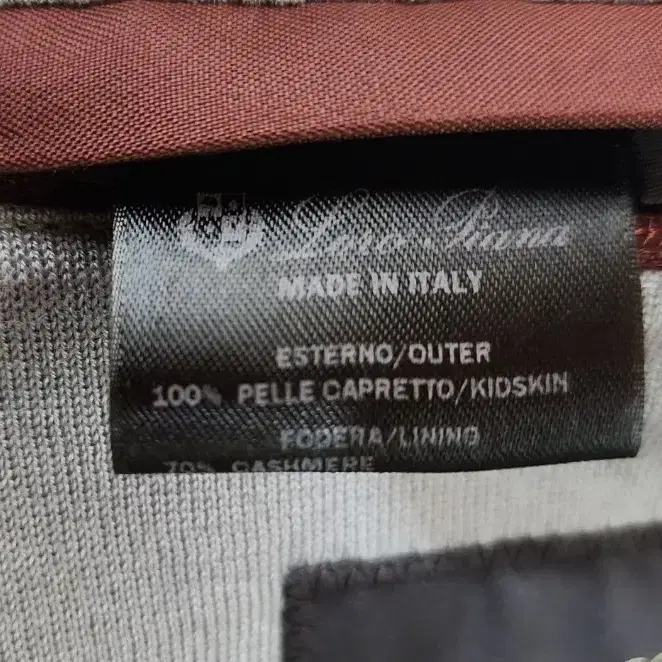 Loro Piana
MADE IN ITALY
ESTERNO/OUTER
100% PELLE CAPRETTO/KIDSKIN
FODERA/LINING
70% CASHMERE